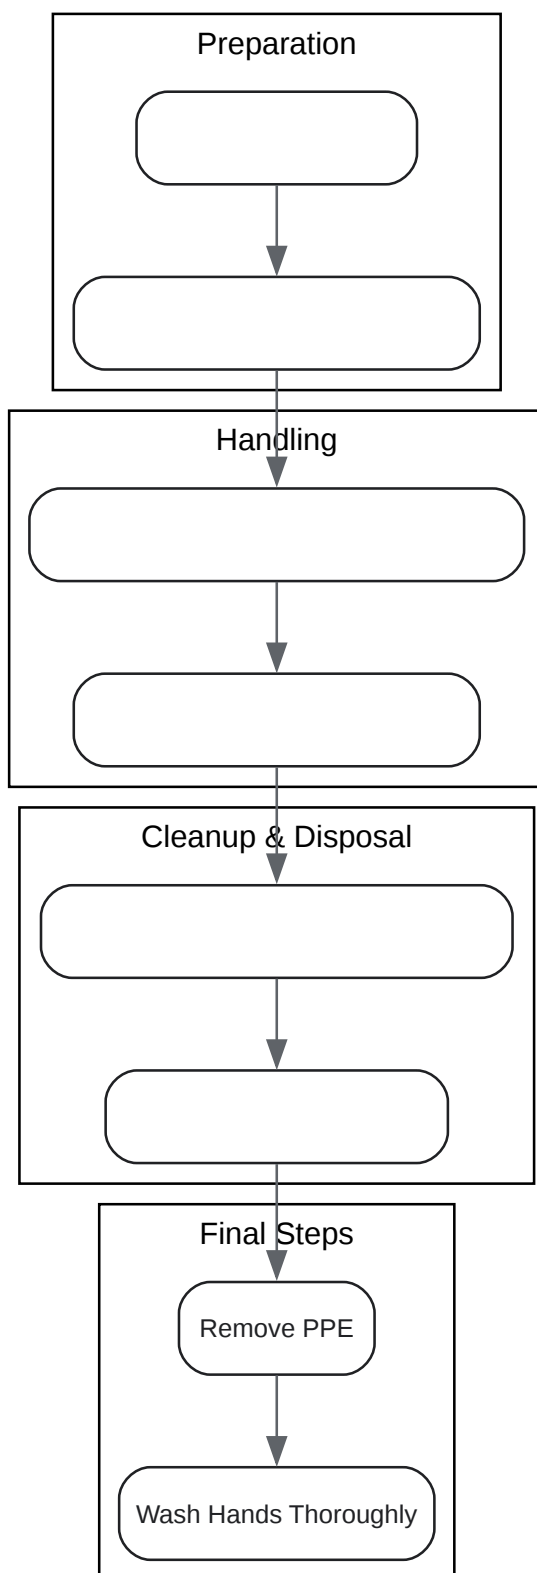 Preparation
Handling
Cleanup & Disposal
Final Steps
Remove PPE
Wash Hands Thoroughly